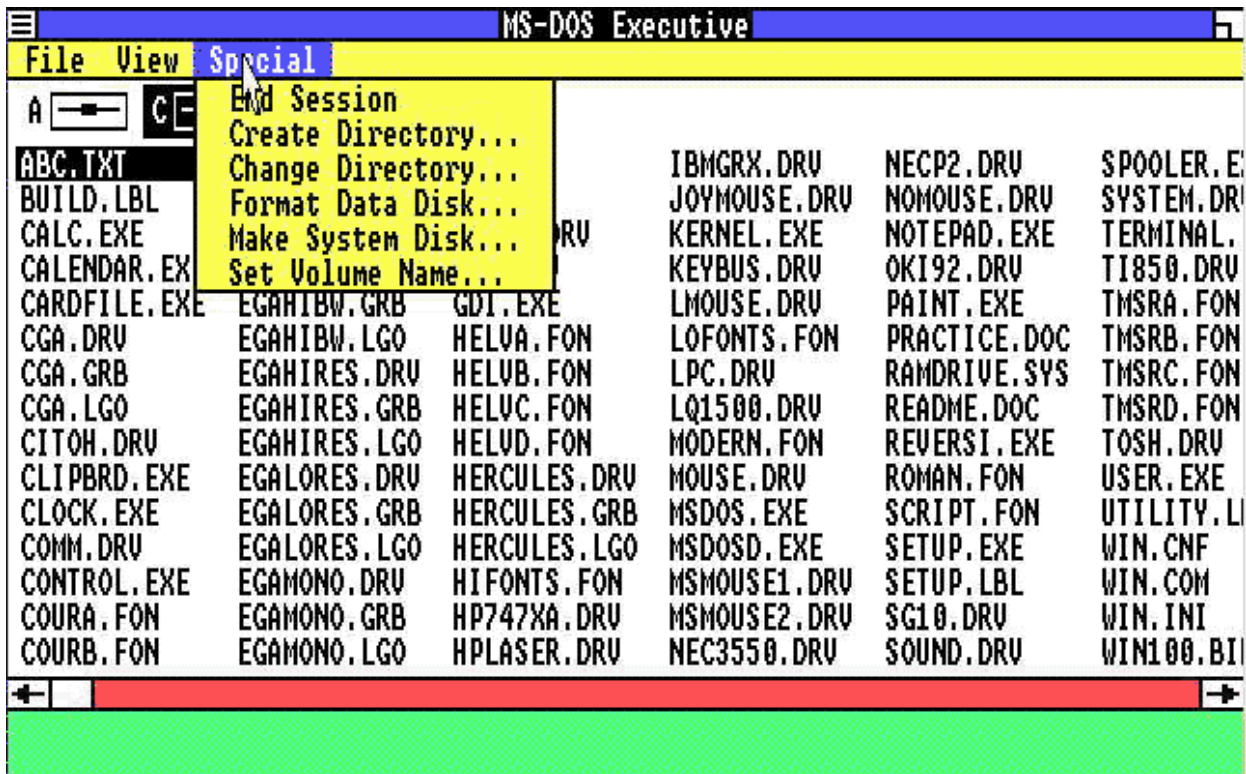 MS-DOS Executive
File View Special
A C
End Session
Create Directory...
Change Directory...
Format Data Disk...
Make System Disk...
Set Volume Name...
ABC.TXT IBMGRX.DRV NECP2.DRV SPOOLER.E
BUILD.LBL JOYMOUSE.DRV NOMOUSE.DRV SYSTEM.DR
CALC.EXE RV KERNEL.EXE NOTEPAD.EXE TERMINAL.
CALENDAR.EX KEYBUS.DRV OKI92.DRV TI850.DRV
CARDFILE.EXE EGAHIBW.GRB GDI.EXE LMOUSE.DRV PAINT.EXE TMSRA.FON
CGA.DRV EGAHIBW.LGO HELVA.FON LOFONTS.FON PRACTICE.DOC TMSRB.FON
CGA.GRB EGAHIRES.DRV HELVB.FON LPC.DRV RAMDRIVE.SYS TMSRC.FON
CGA.LGO EGAHIRES.GRB HELVC.FON LQ1500.DRV README.DOC TMSRD.FON
CITOH.DRV EGAHIRES.LGO HELVD.FON MODERN.FON REVERSI.EXE TOSH.DRV
CLIPBRD.EXE EGALORES.DRV HERCULES.DRV MOUSE.DRV ROMAN.FON USER.EXE
CLOCK.EXE EGALORES.GRB HERCULES.GRB MSDOS.EXE SCRIPT.FON UTILITY.L
COMM.DRV EGALORES.LGO HERCULES.LGO MSDOSD.EXE SETUP.EXE WIN.CNF
CONTROL.EXE EGAMONO.DRV HIFONTS.FON MSMOUSE1.DRV SETUP.LBL WIN.COM
COURA.FON EGAMONO.GRB HP747XA.DRV MSMOUSE2.DRV SG10.DRV WIN.INI
COURB.FON EGAMONO.LGO HPLASER.DRV NEC3550.DRV SOUND.DRV WIN100.BI